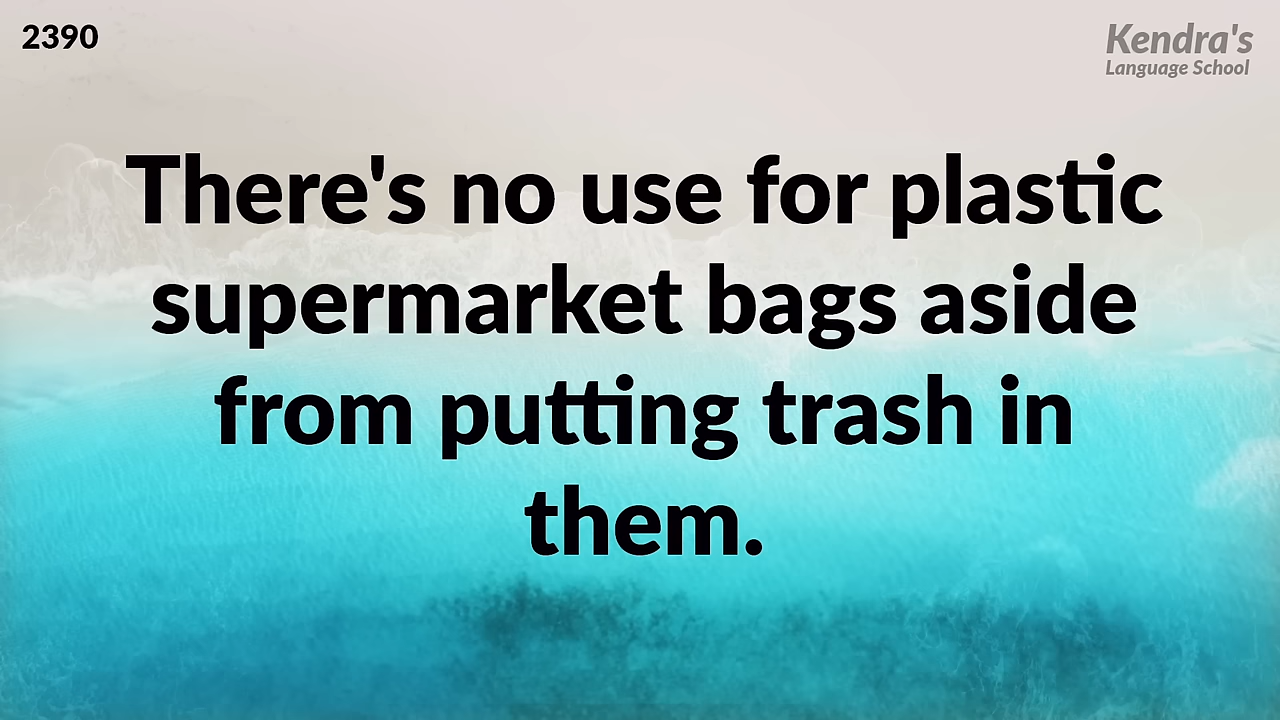 2390
Kendra's
Language School
There's no use for plastic
supermarket bags aside
from putting trash in
them.